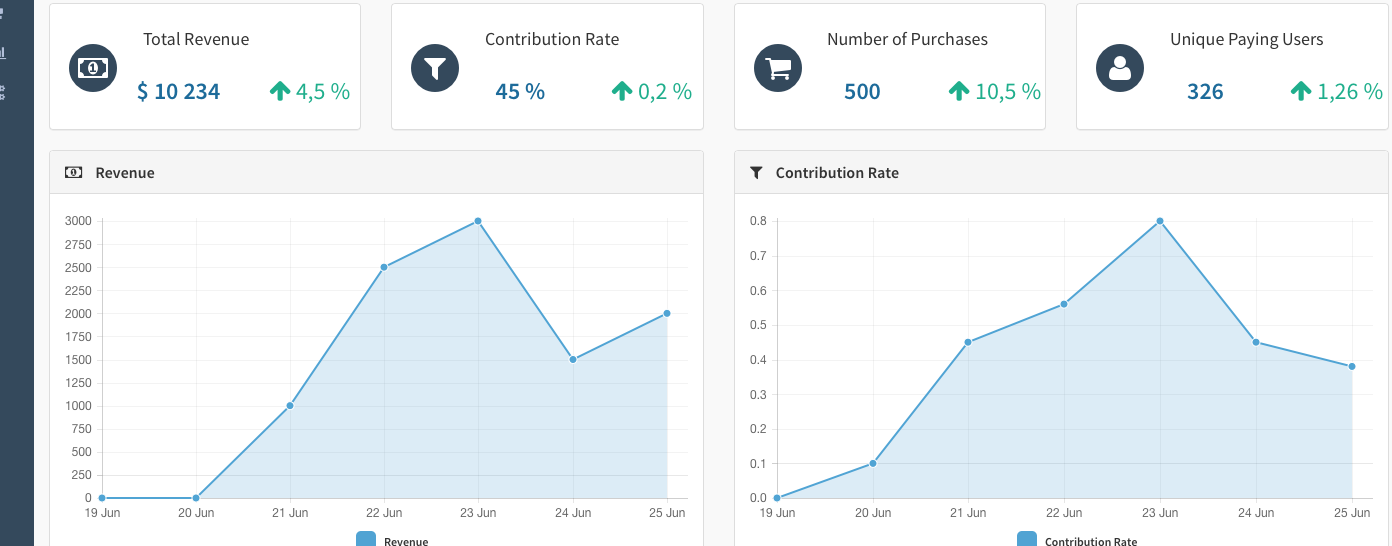 Total Revenue
$ 10 234 4,5 %
Contribution Rate
45 % 0,2 %
Number of Purchases
500 10,5 %
Unique Paying Users
326 1,26 %
Revenue
3000
2750
2500
2250
2000
1750
1500
1250
1000
750
500
250
0
19 Jun 20 Jun 21 Jun 22 Jun 23 Jun 24 Jun 25 Jun
Revenue
Contribution Rate
0.8
0.7
0.6
0.5
0.4
0.3
0.2
0.1
0.0
19 Jun 20 Jun 21 Jun 22 Jun 23 Jun 24 Jun 25 Jun
Contribution Rate